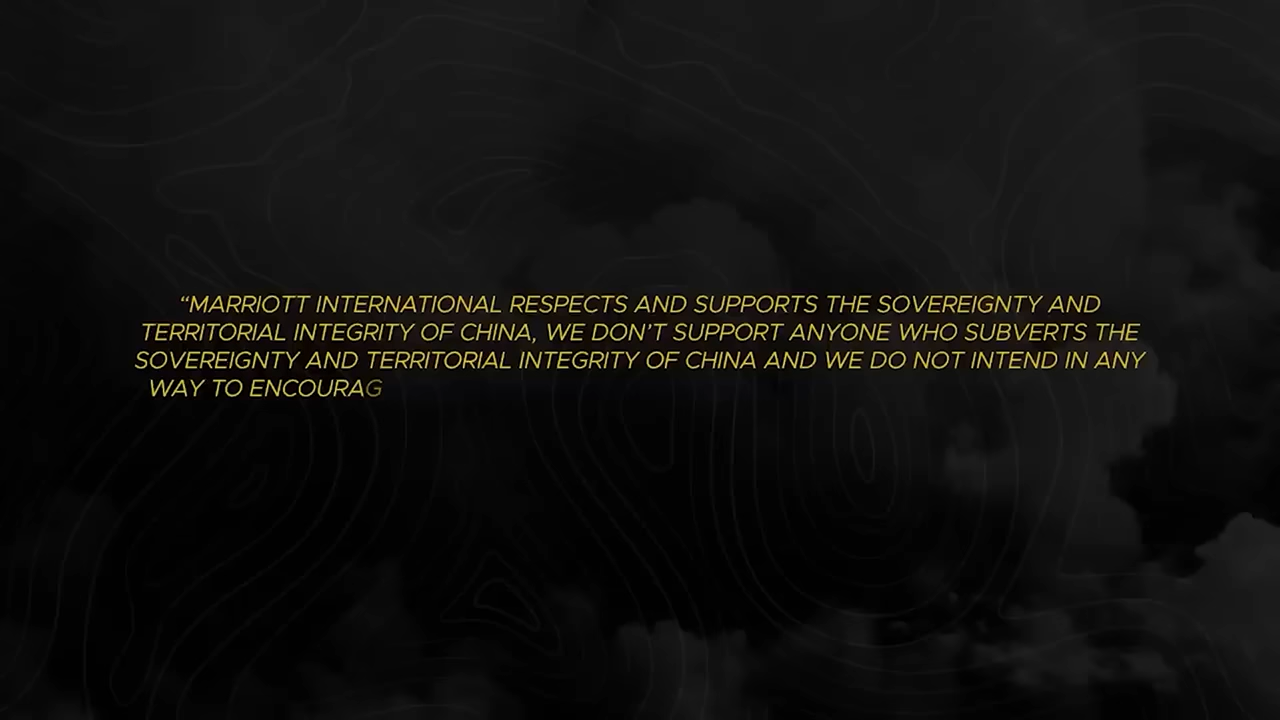 “MARRIOTT INTERNATIONAL RESPECTS AND SUPPORTS THE SOVEREIGNTY AND
TERRITORIAL INTEGRITY OF CHINA, WE DON’T SUPPORT ANYONE WHO SUBVERTS THE
SOVEREIGNTY AND TERRITORIAL INTEGRITY OF CHINA AND WE DO NOT INTEND IN ANY
WAY TO ENCOURAG